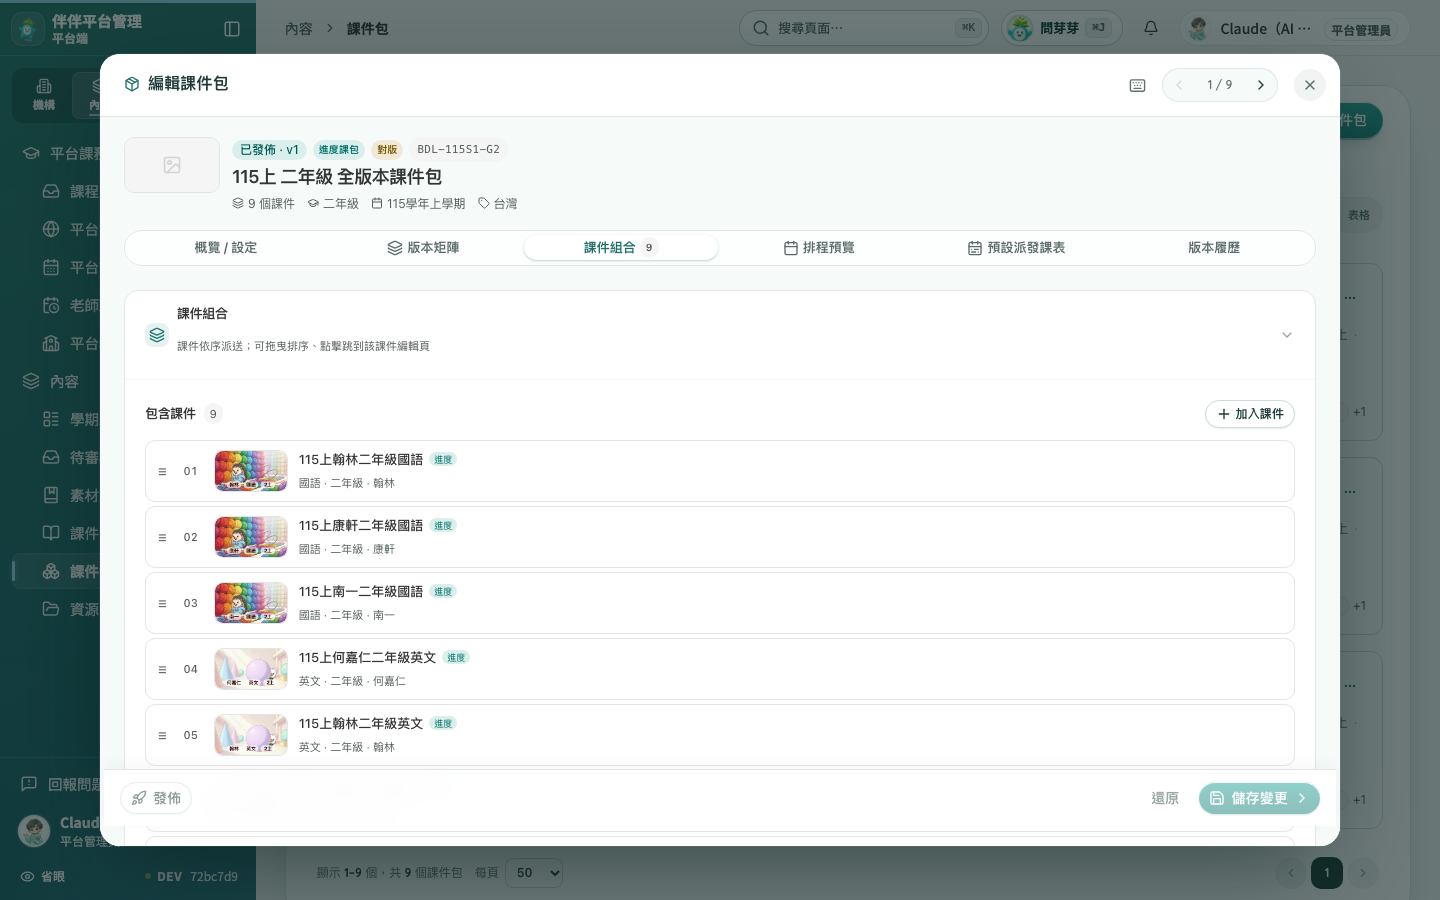 伴伴平台管理
平台端
內容 > 課件包
搜尋頁面… ⌘K
問芽芽 ⌘J
Claude（AI … 平台管理員
機構
平台課
課程
平台
平台
老師
平台
內容
學期
待審
素材
課件
課件
資源
回報問題
Claud
平台管理
省眼
DEV 72bc7d9
編輯課件包
1 / 9
已發佈 · v1 進度課包 對版 BDL-115S1-G2
115上 二年級 全版本課件包
9 個課件 二年級 115學年上學期 台灣
概覽 / 設定 版本矩陣 課件組合 9 排程預覽 預設派發課表 版本履歷
課件組合
課件依序派送；可拖曳排序、點擊跳到該課件編輯頁
包含課件 9
加入課件
01 115上翰林二年級國語 進度
國語 · 二年級 · 翰林
02 115上康軒二年級國語 進度
國語 · 二年級 · 康軒
03 115上南一二年級國語 進度
國語 · 二年級 · 南一
04 115上何嘉仁二年級英文 進度
英文 · 二年級 · 何嘉仁
05 115上翰林二年級英文 進度
英文 · 二年級 · 翰林
發佈
還原
儲存變更
件包
表格
+1
+1
+1
顯示 1-9 個 · 共 9 個課件包 每頁 50
1